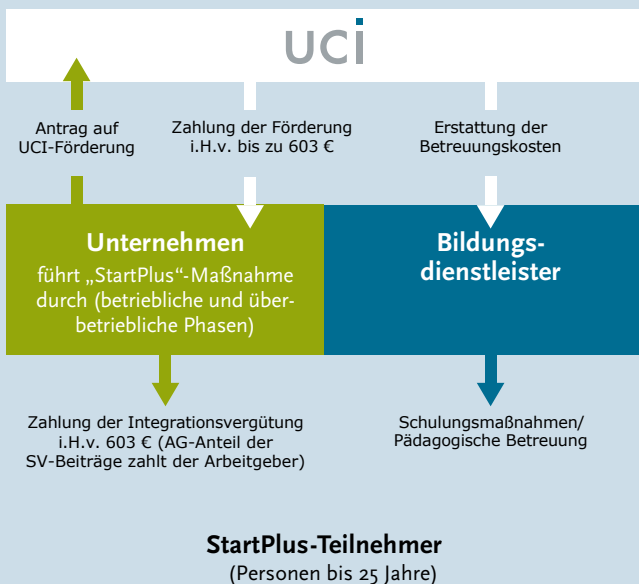 uci
Antrag auf
UCI-Förderung
Zahlung der Förderung
i.H.v. bis zu 603 €
Erstattung der
Betreuungskosten
Unternehmen
führt „StartPlus“-Maßnahme
durch (betriebliche und über-
betriebliche Phasen)
Bildungs-
dienstleister
Zahlung der Integrationsvergütung
i.H.v. 603 € (AG-Anteil der
SV-Beiträge zahlt der Arbeitgeber)
Schulungsmaßnahmen/
Pädagogische Betreuung
StartPlus-Teilnehmer
(Personen bis 25 Jahre)